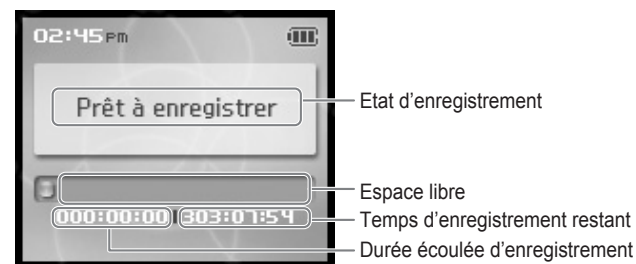 02:45 PM
Prêt à enregistrer
Etat d'enregistrement
Espace libre
000:00:00 303:07:54
Temps d'enregistrement restant
Durée écoulée d'enregistrement